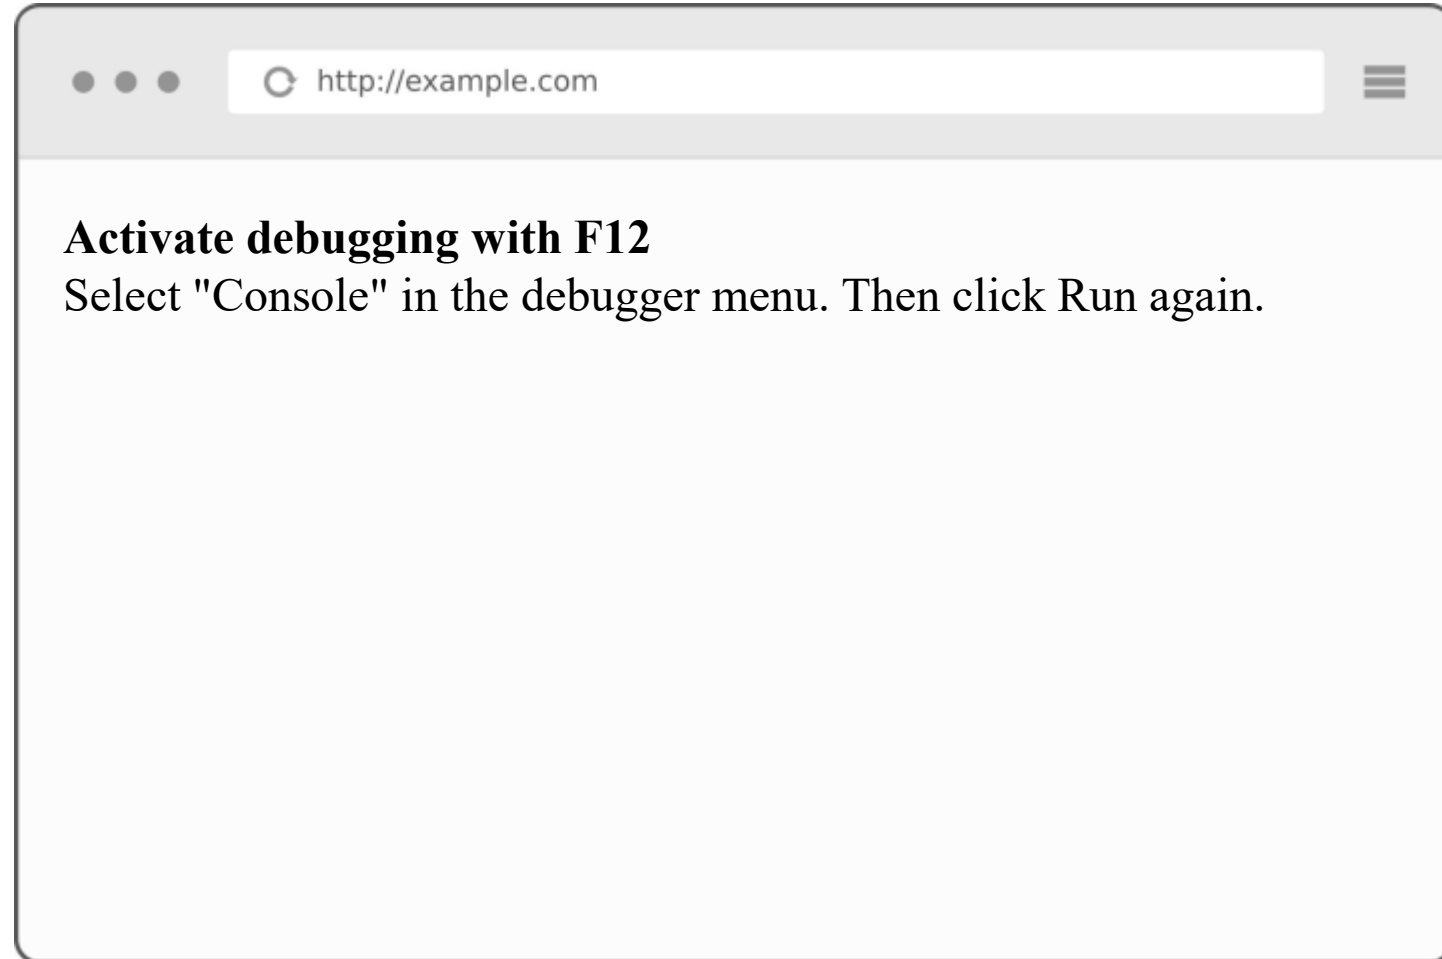 http://example.com
Activate debugging with F12
Select "Console" in the debugger menu. Then click Run again.